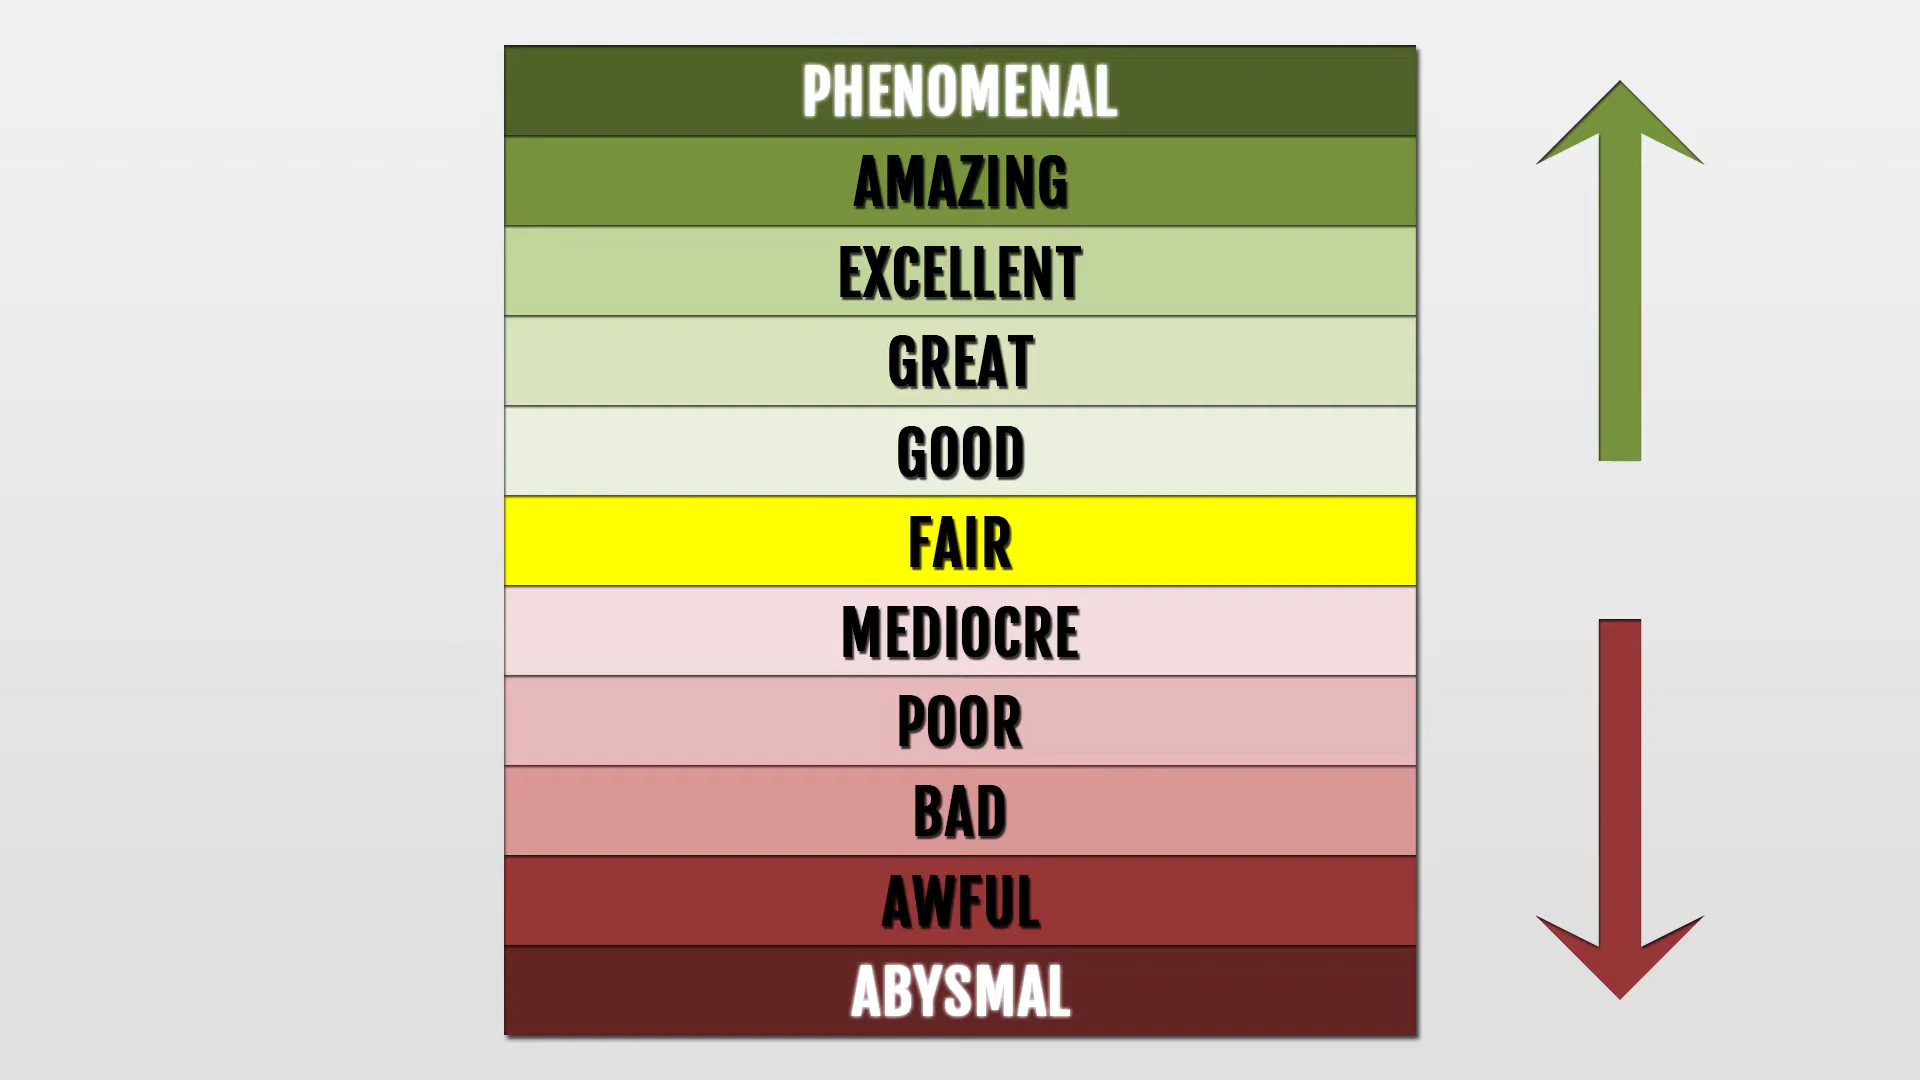 PHENOMENAL
AMAZING
EXCELLENT
GREAT
GOOD
FAIR
MEDIOCRE
POOR
BAD
AWFUL
ABYSMAL